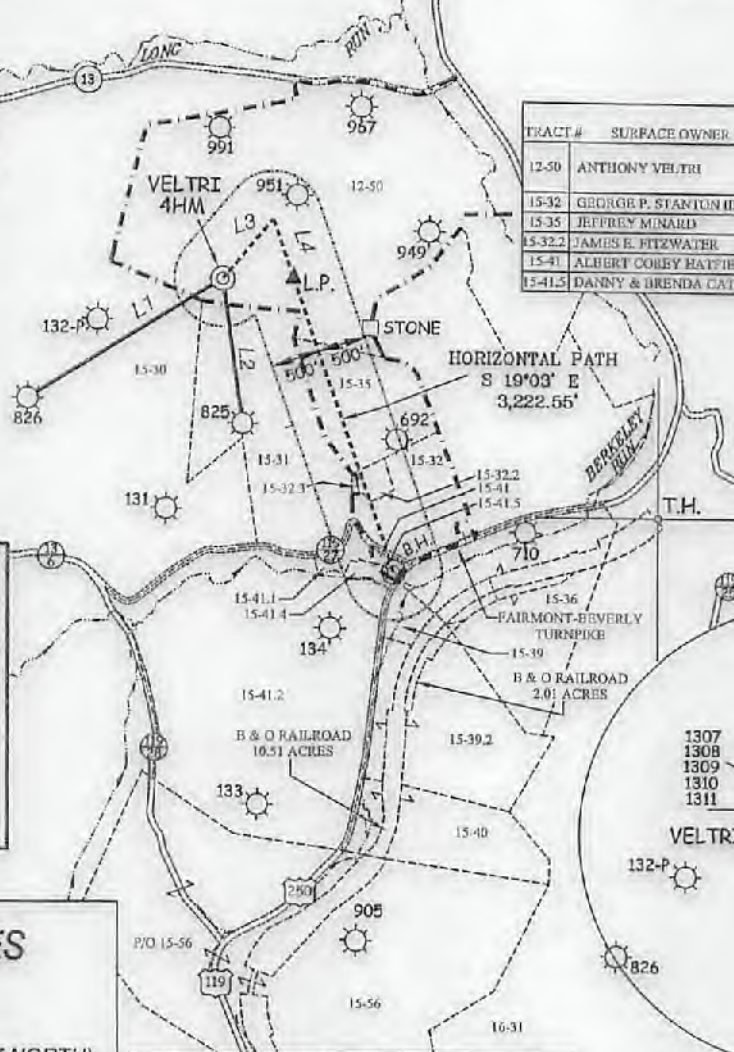 LONG
RUN
13
967
991
TRACT # SURFACE OWNER
12-50 ANTHONY VELTRI
15-32 GEORGE P. STANTON III
15-35 JEFFREY MINARD
15-32.2 JAMES E. FITZWATER
15-41 ALBERT COREY HATFIE
15-41.5 DANNY & BRENDA CAT
VELTRI
4HM
951
12-50
L3
L4
949
L.P.
132-P
L1
STONE
L2
500'
500'
HORIZONTAL PATH
S 19°03' E
3,222.55'
15-30
15-35
826
825
692
15-32
15-31
BERKELEY
RUN
15-32.3
15-32.2
15-41
15-41.5
131
T.H.
B.H.
710
13
6
27
15-41.1
15-41.4
15-36
134
FAIRMONT-BEVERLY
TURNPIKE
15-39
B & O RAILROAD
2.01 ACRES
15-41.2
B & O RAILROAD
10.51 ACRES
15-39.2
1307
1308
1309
1310
1311
133
15-40
VELTRI
132-P
250
905
P/O 15-56
ES
826
119
15-56
16-31
NORTH)